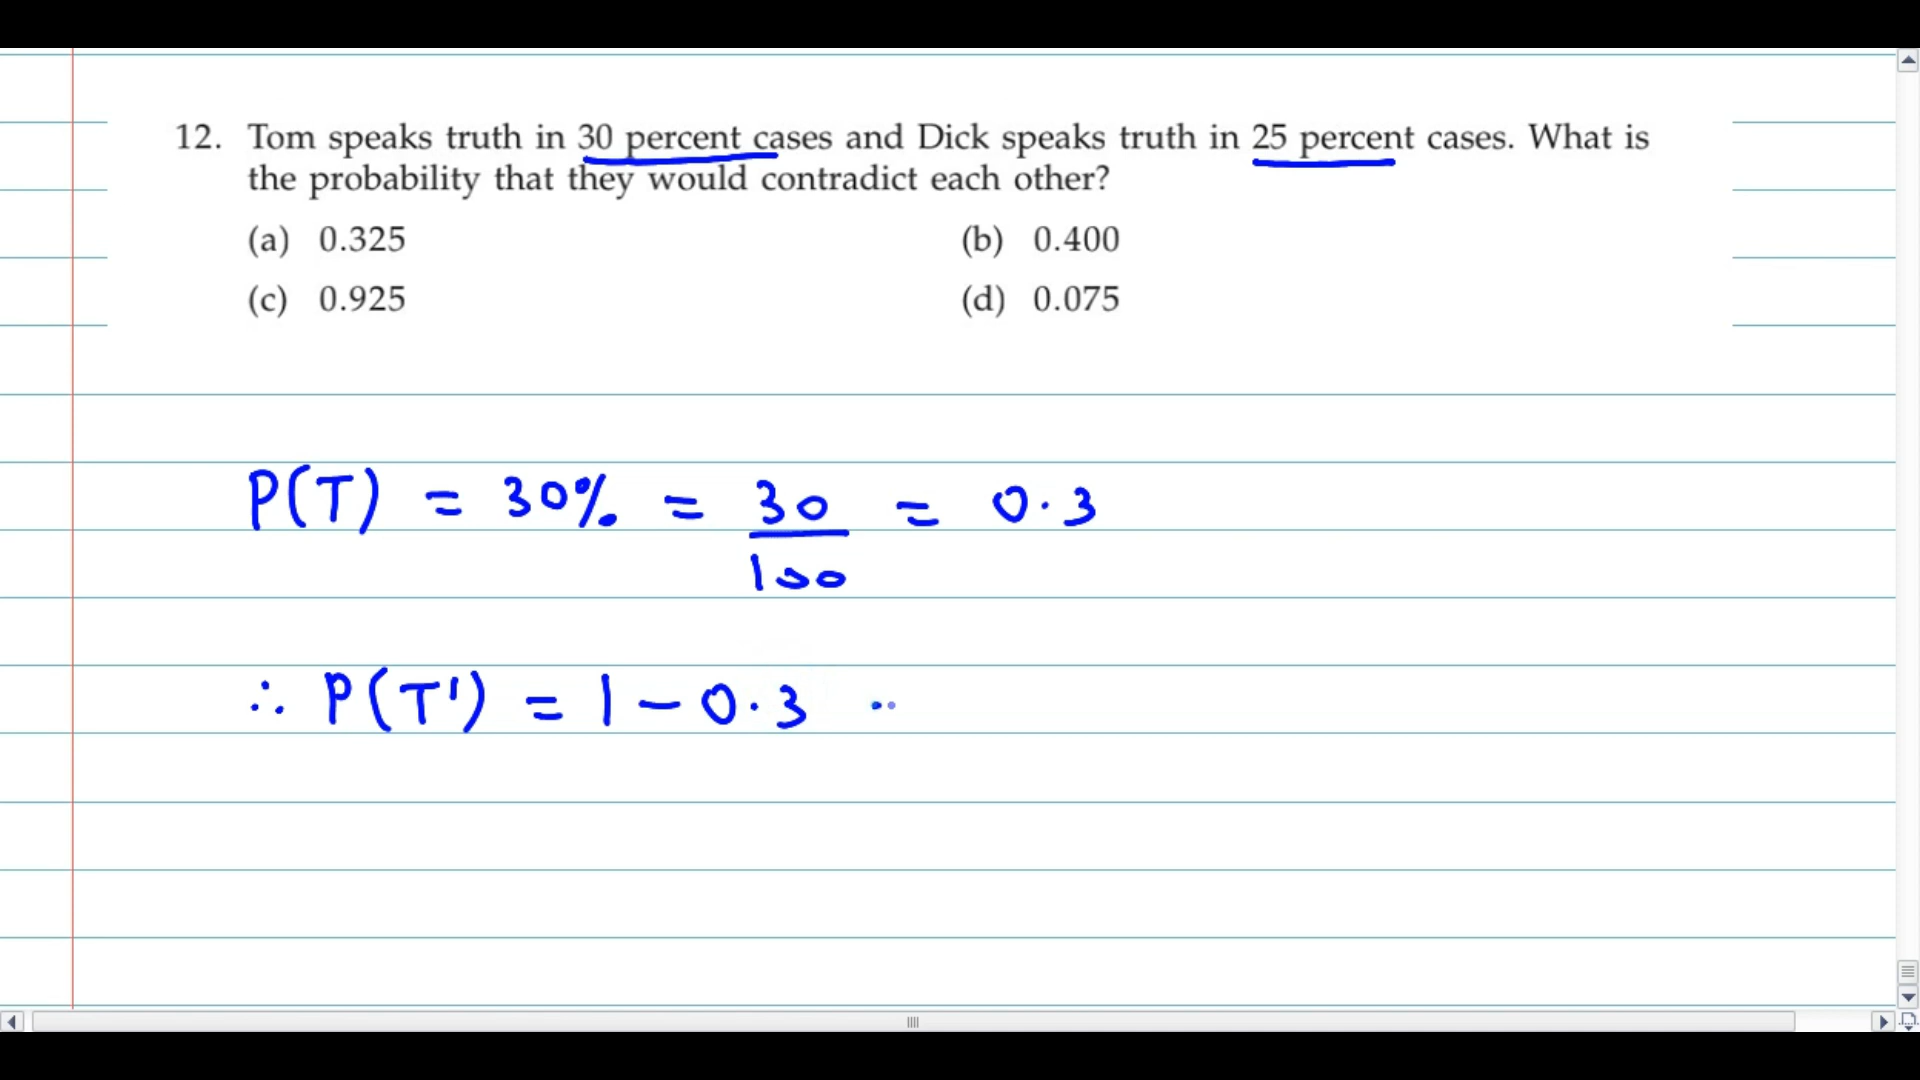 12. Tom speaks truth in 30 percent cases and Dick speaks truth in 25 percent cases. What is
the probability that they would contradict each other?
(a) 0.325 (b) 0.400
(c) 0.925 (d) 0.075
P(T) = 30% = 30/100 = 0.3
∴ P(T') = 1 - 0.3